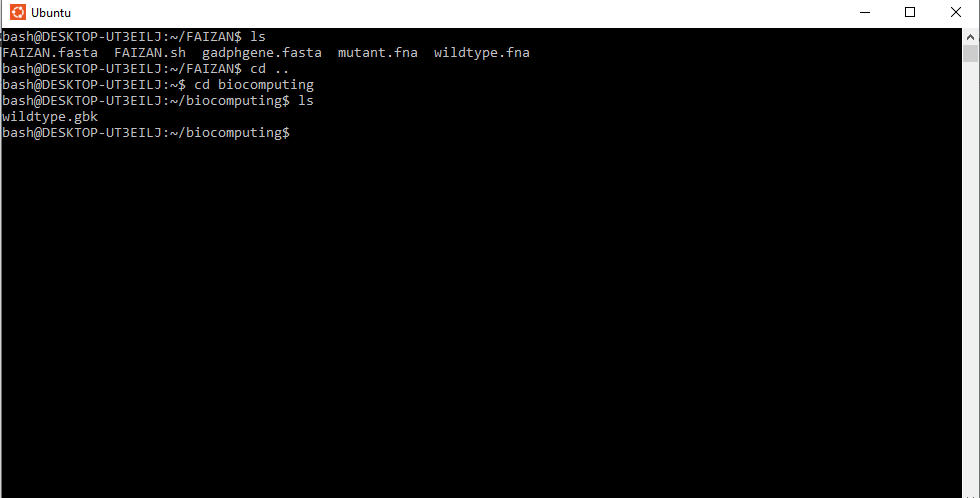 Ubuntu
bash@DESKTOP-UT3EILJ:~/FAIZAN$ ls
FAIZAN.fasta  FAIZAN.sh  gadphgene.fasta  mutant.fna  wildtype.fna
bash@DESKTOP-UT3EILJ:~/FAIZAN$ cd ..
bash@DESKTOP-UT3EILJ:~$ cd biocomputing
bash@DESKTOP-UT3EILJ:~/biocomputing$ ls
wildtype.gbk
bash@DESKTOP-UT3EILJ:~/biocomputing$